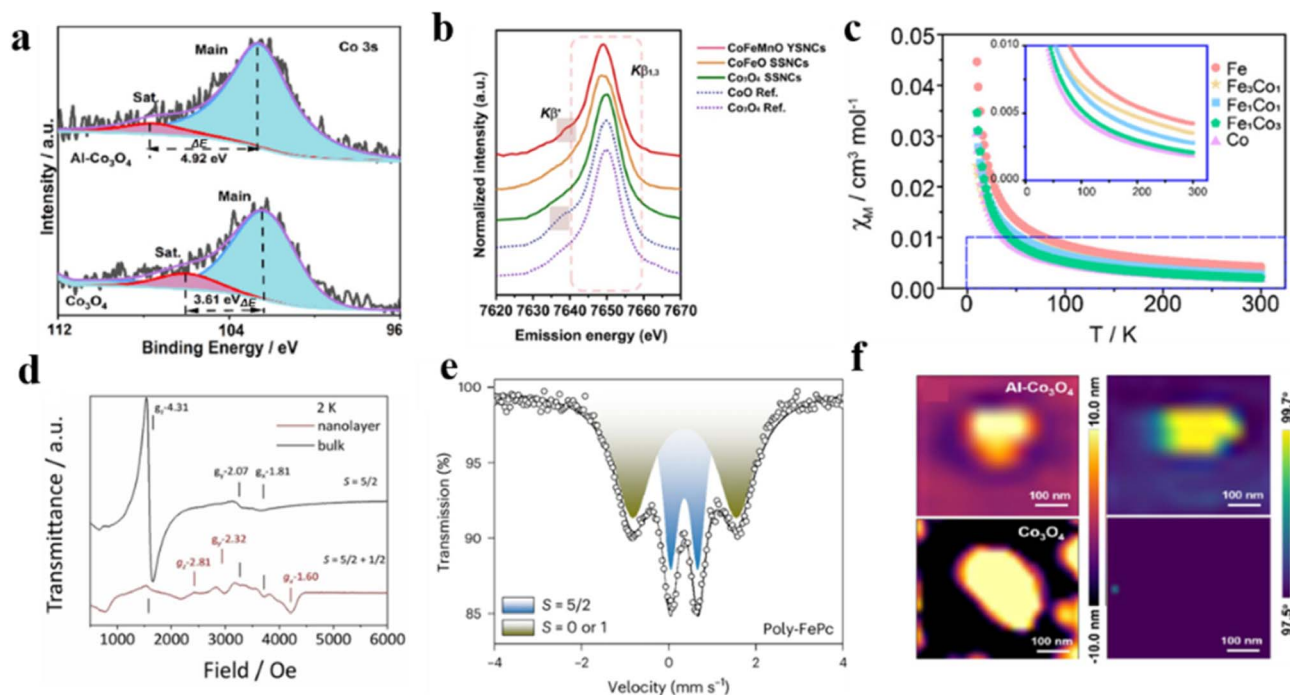 a
Co 3s
Main
Sat.
ΔE
4.92 eV
Al-Co₃O₄
Main
Sat.
3.61 eV ΔE
Co₃O₄
112 104 96
Binding Energy / eV
Intensity / a.u.
b
CoFeMnO YSNCs
CoFeO SSNCs
Co₃O₄ SSNCs
CoO Ref.
Co₃O₄ Ref.
Kβ₁,₃
Kβ'
7620 7630 7640 7650 7660 7670
Emission energy (eV)
Normalized intensity (a.u.)
c
0.05
0.04
0.03
0.02
0.01
0.00
0 100 200 300
T / K
χM / cm³ mol⁻¹
0.010
0.005
0.000
0 50 100 150 200 250 300
Fe
Fe₃Co₁
Fe₁Co₁
Fe₁Co₃
Co
d
2 K
nanolayer
bulk
gz-4.31
gy-2.07
gx-1.81
S = 5/2
gy-2.32
gz-2.81
S = 5/2 + 1/2
gx-1.60
1000 2000 3000 4000 5000 6000
Field / Oe
Transmittance / a.u.
e
100
95
90
85
Transmission (%)
S = 5/2
S = 0 or 1
Poly-FePc
−4 −2 0 2 4
Velocity (mm s⁻¹)
f
Al-Co₃O₄
100 nm
100 nm
Co₃O₄
100 nm
100 nm
10.0 nm
-10.0 nm
99.7°
97.5°